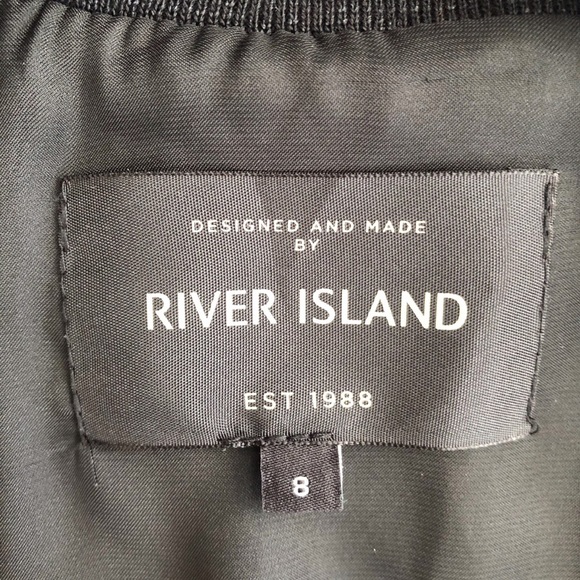 DESIGNED AND MADE
BY
RIVER ISLAND
EST 1988
8